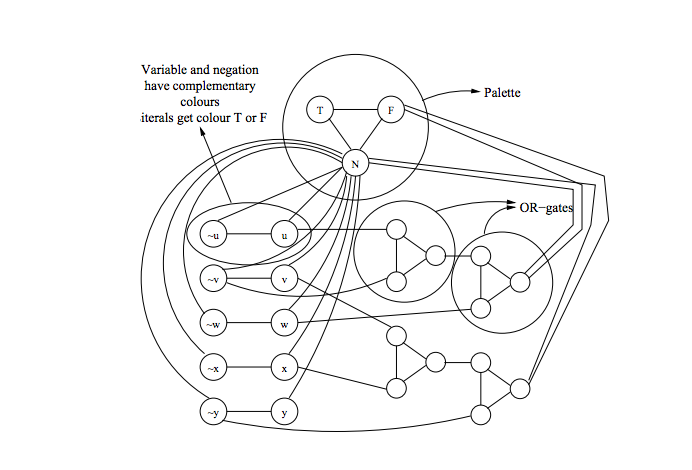 Variable and negation
have complementary
colours
iterals get colour T or F
Palette
T
F
N
OR-gates
~u
u
~v
v
~w
w
~x
x
~y
y